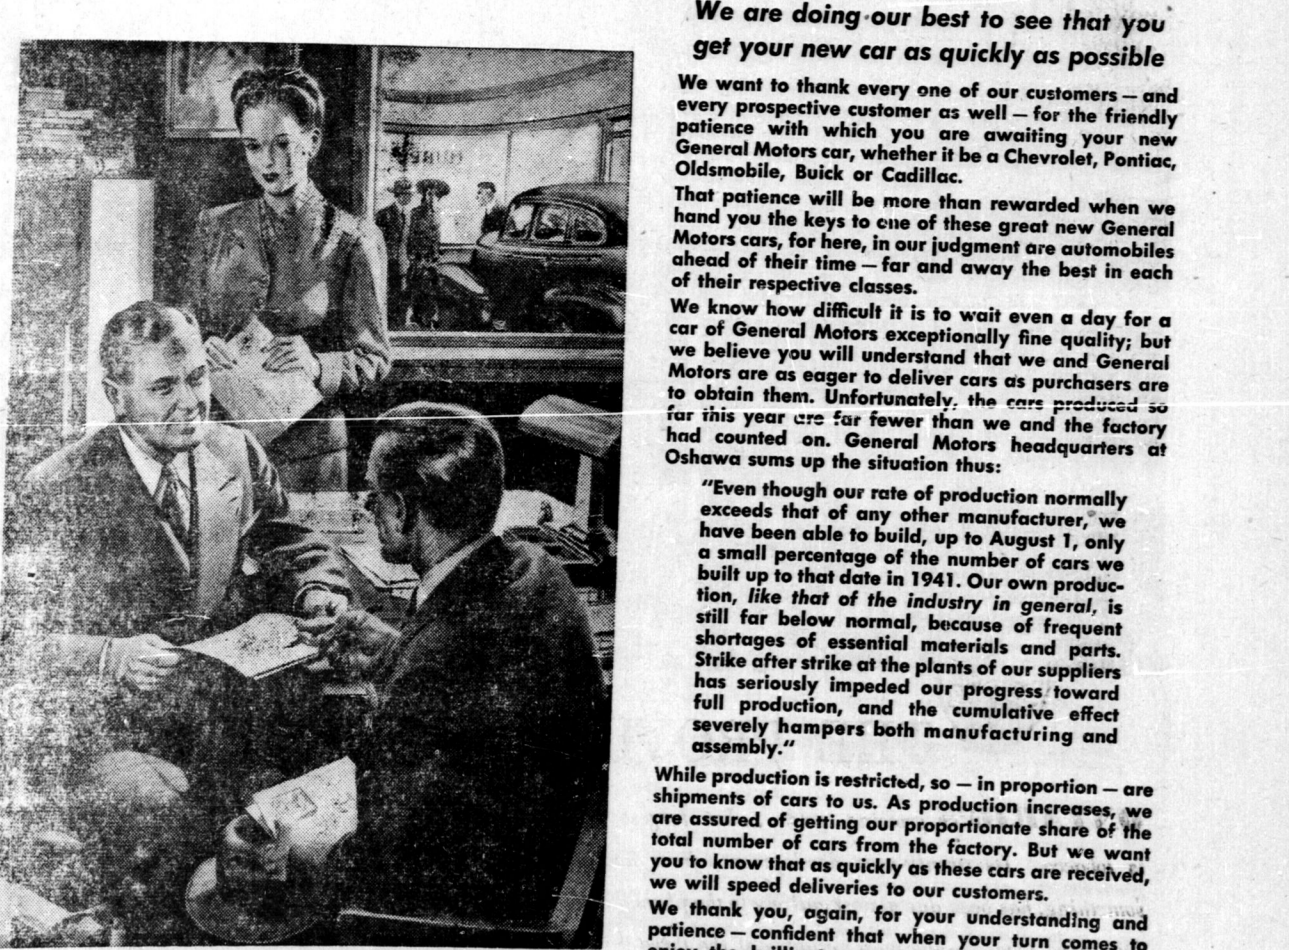 We are doing our best to see that you
get your new car as quickly as possible
We want to thank every one of our customers — and
every prospective customer as well — for the friendly
patience with which you are awaiting your new
General Motors car, whether it be a Chevrolet, Pontiac,
Oldsmobile, Buick or Cadillac.
That patience will be more than rewarded when we
hand you the keys to one of these great new General
Motors cars, for here, in our judgment are automobiles
ahead of their time — far and away the best in each
of their respective classes.
We know how difficult it is to wait even a day for a
car of General Motors exceptionally fine quality; but
we believe you will understand that we and General
Motors are as eager to deliver cars as purchasers are
to obtain them. Unfortunately, the cars produced so
far this year are far fewer than we and the factory
had counted on. General Motors headquarters at
Oshawa sums up the situation thus:
"Even though our rate of production normally
exceeds that of any other manufacturer, we
have been able to build, up to August 1, only
a small percentage of the number of cars we
built up to that date in 1941. Our own produc-
tion, like that of the industry in general, is
still far below normal, because of frequent
shortages of essential materials and parts.
Strike after strike at the plants of our suppliers
has seriously impeded our progress toward
full production, and the cumulative effect
severely hampers both manufacturing and
assembly."
While production is restricted, so — in proportion — are
shipments of cars to us. As production increases, we
are assured of getting our proportionate share of the
total number of cars from the factory. But we want
you to know that as quickly as these cars are received,
we will speed deliveries to our customers.
We thank you, again, for your understanding and
patience — confident that when your turn comes to